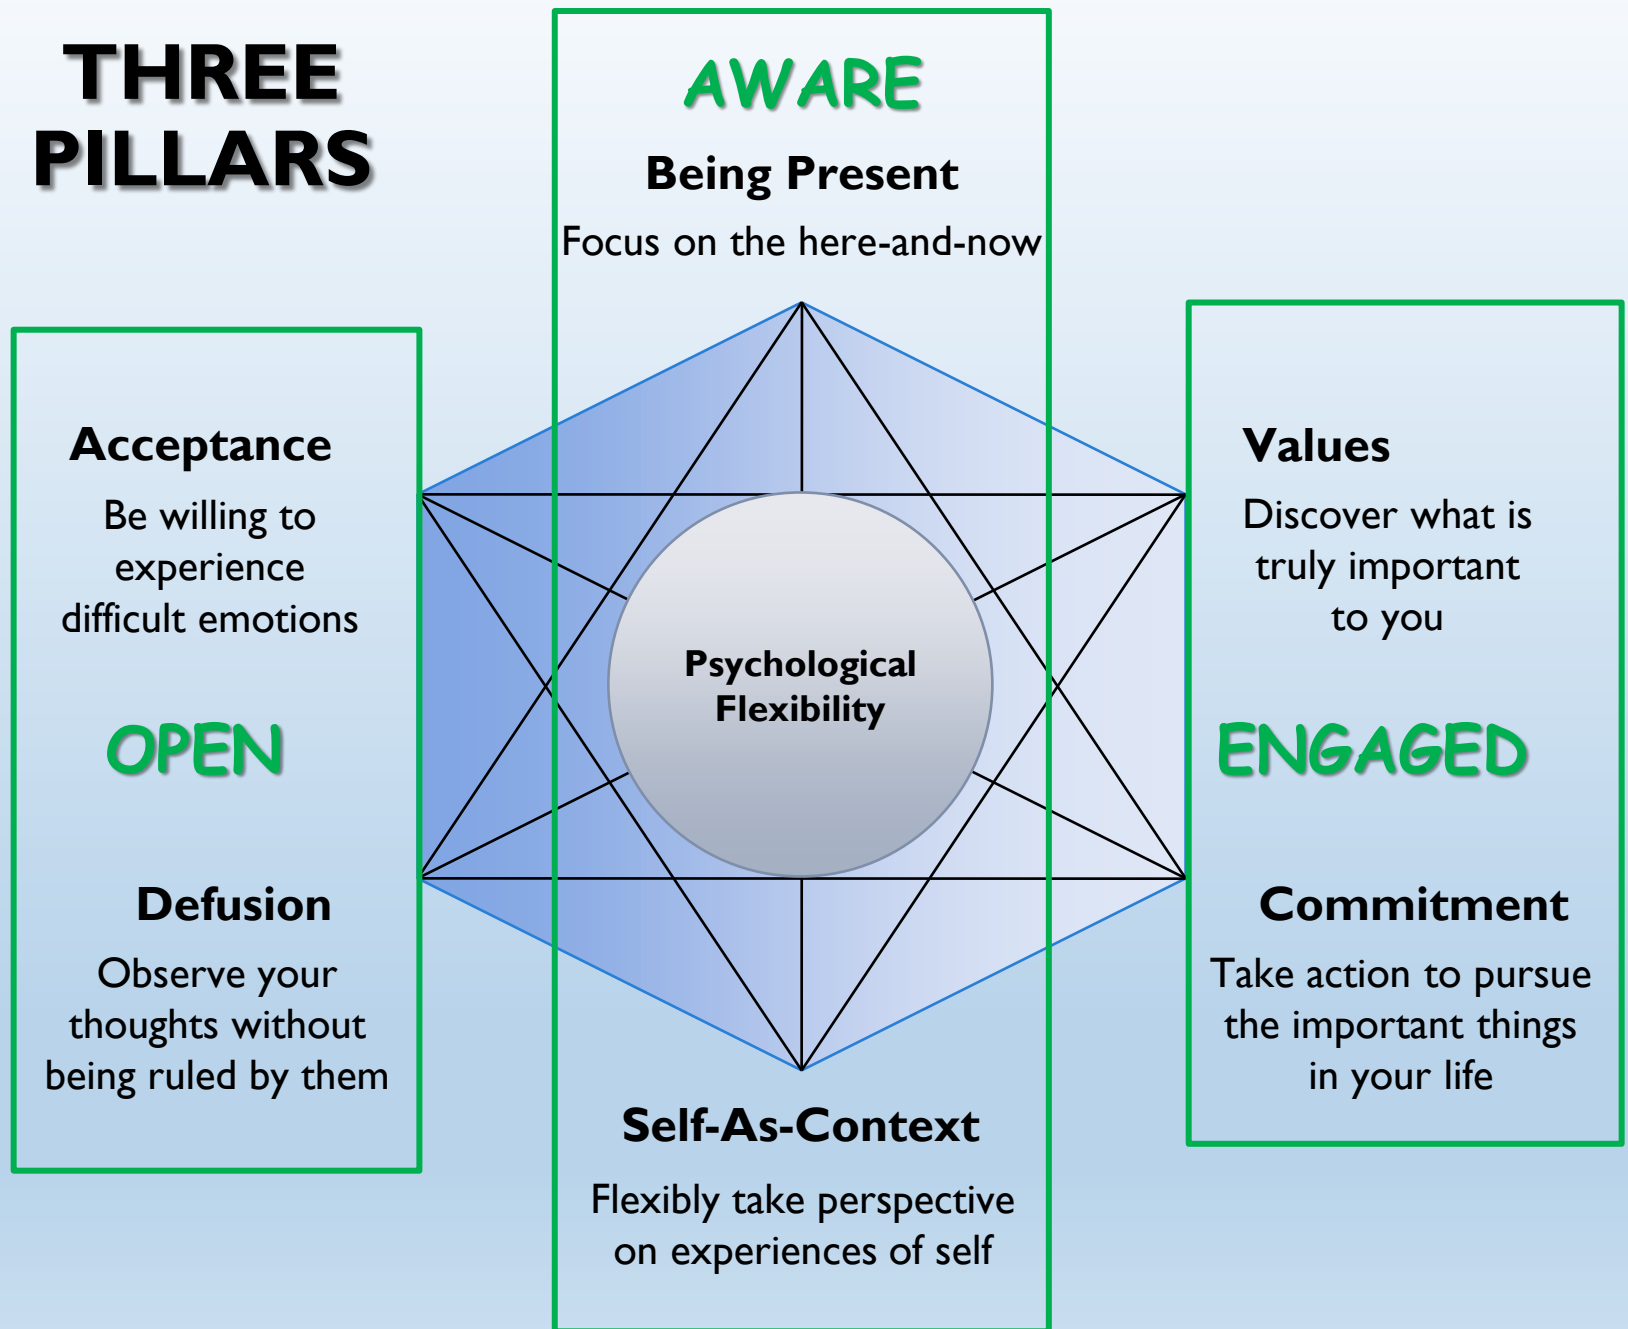 THREE
PILLARS
AWARE
Being Present
Focus on the here-and-now
Acceptance
Be willing to
experience
difficult emotions
OPEN
Defusion
Observe your
thoughts without
being ruled by them
Psychological
Flexibility
Values
Discover what is
truly important
to you
ENGAGED
Commitment
Take action to pursue
the important things
in your life
Self-As-Context
Flexibly take perspective
on experiences of self